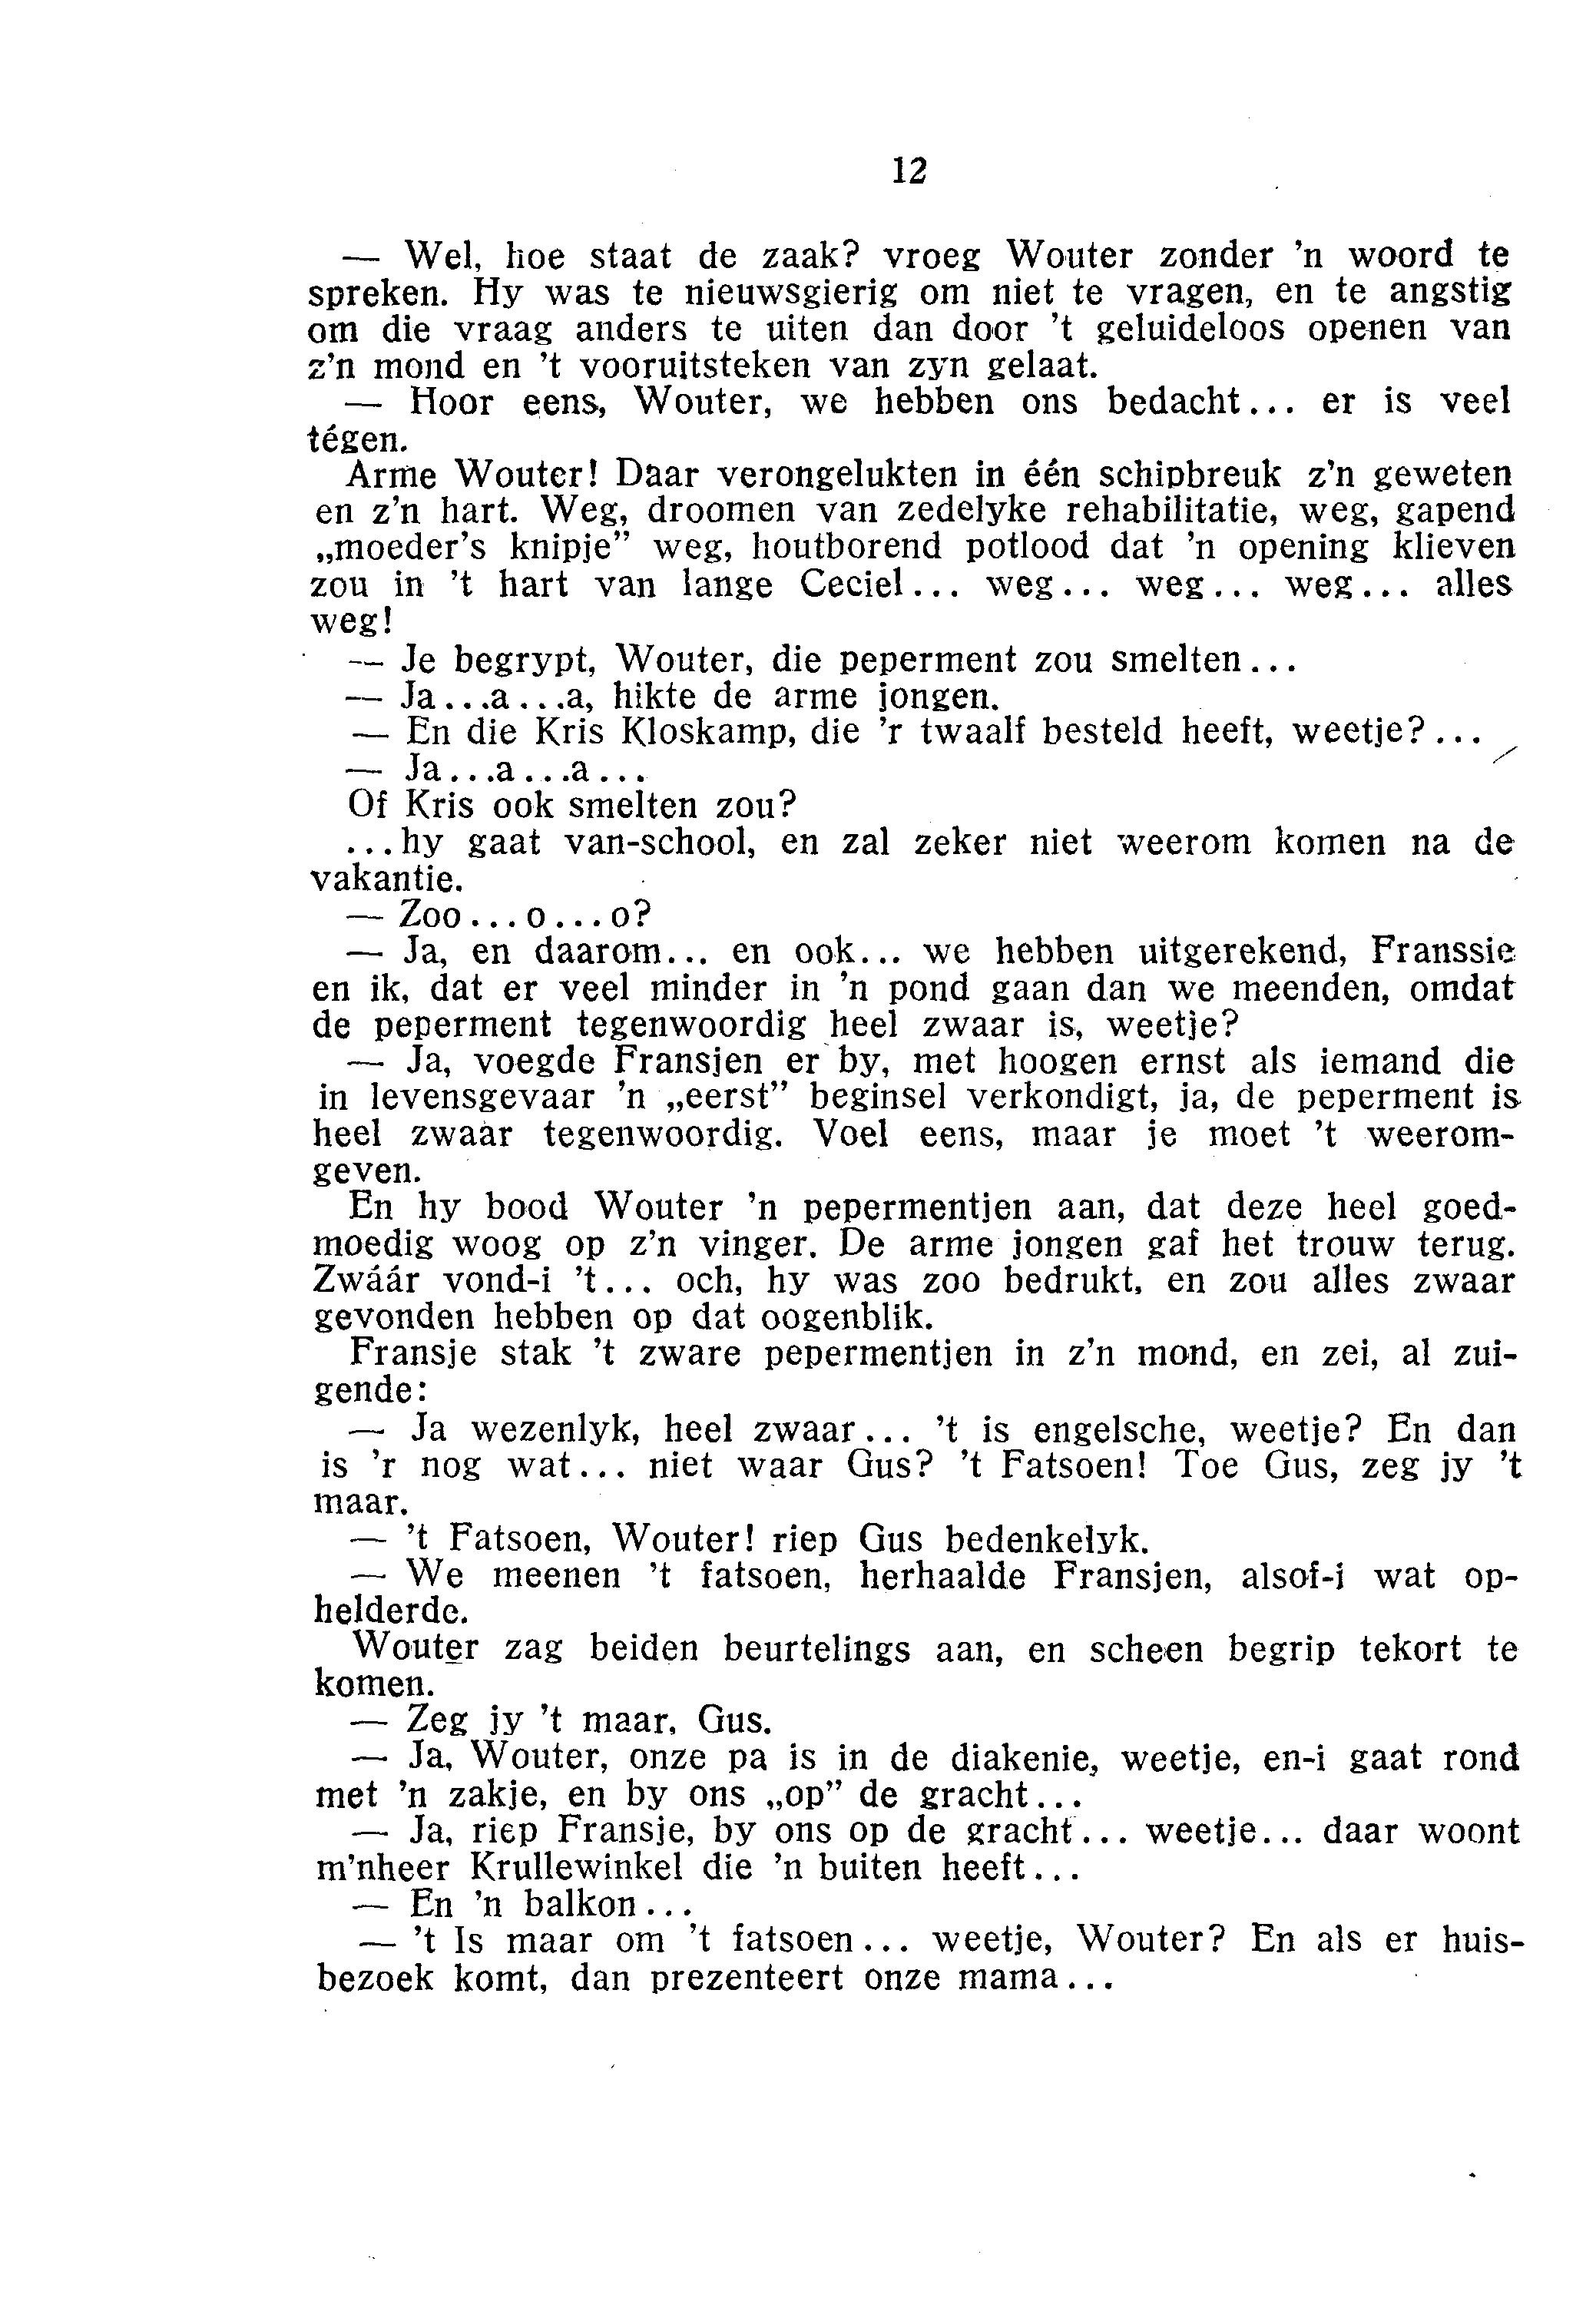 12
— Wel, hoe staat de zaak? vroeg Wouter zonder ’n woord te
spreken. Hy was te nieuwsgierig om niet te vragen, en te angstig
om die vraag anders te uiten dan door ’t geluideloos openen van
z’n mond en ’t vooruitsteken van zyn gelaat.
— Hoor eens, Wouter, we hebben ons bedacht... er is veel
tégen.
Arme Wouter! Daar verongelukten in één schipbreuk z’n geweten
en z’n hart. Weg, droomen van zedelyke rehabilitatie, weg, gapend
„moeder’s knipje” weg, houtborend potlood dat ’n opening klieven
zou in ’t hart van lange Ceciel... weg... weg... weg... alles
weg!
— Je begrypt, Wouter, die peperment zou smelten...
— Ja...a...a, hikte de arme jongen.
— En die Kris Kloskamp, die ’r twaalf besteld heeft, weetje?...
— Ja...a...a...
Of Kris ook smelten zou?
...hy gaat van-school, en zal zeker niet weerom komen na de
vakantie.
— Zoo...o...o?
— Ja, en daarom... en ook... we hebben uitgerekend, Franssie
en ik, dat er veel minder in ’n pond gaan dan we meenden, omdat
de peperment tegenwoordig heel zwaar is, weetje?
— Ja, voegde Fransjen er by, met hoogen ernst als iemand die
in levensgevaar ’n „eerst” beginsel verkondigt, ja, de peperment is
heel zwaar tegenwoordig. Voel eens, maar je moet ’t weerom-
geven.
En hy bood Wouter ’n pepermentjen aan, dat deze heel goed-
moedig woog op z’n vinger. De arme jongen gaf het trouw terug.
Zwáár vond-i ’t... och, hy was zoo bedrukt, en zou alles zwaar
gevonden hebben op dat oogenblik.
Fransje stak ’t zware pepermentjen in z’n mond, en zei, al zui-
gende:
— Ja wezenlyk, heel zwaar... ’t is engelsche, weetje? En dan
is ’r nog wat... niet waar Gus? ’t Fatsoen! Toe Gus, zeg jy ’t
maar.
— ’t Fatsoen, Wouter! riep Gus bedenkelyk.
— We meenen ’t fatsoen, herhaalde Fransjen, alsof-i wat op-
helderde.
Wouter zag beiden beurtelings aan, en scheen begrip tekort te
komen.
— Zeg jy ’t maar, Gus.
— Ja, Wouter, onze pa is in de diakenie, weetje, en-i gaat rond
met ’n zakje, en by ons „op” de gracht...
— Ja, riep Fransje, by ons op de gracht... weetje... daar woont
m’nheer Krullewinkel die ’n buiten heeft...
— En ’n balkon...
— ’t Is maar om ’t fatsoen... weetje, Wouter? En als er huis-
bezoek komt, dan prezenteert onze mama...